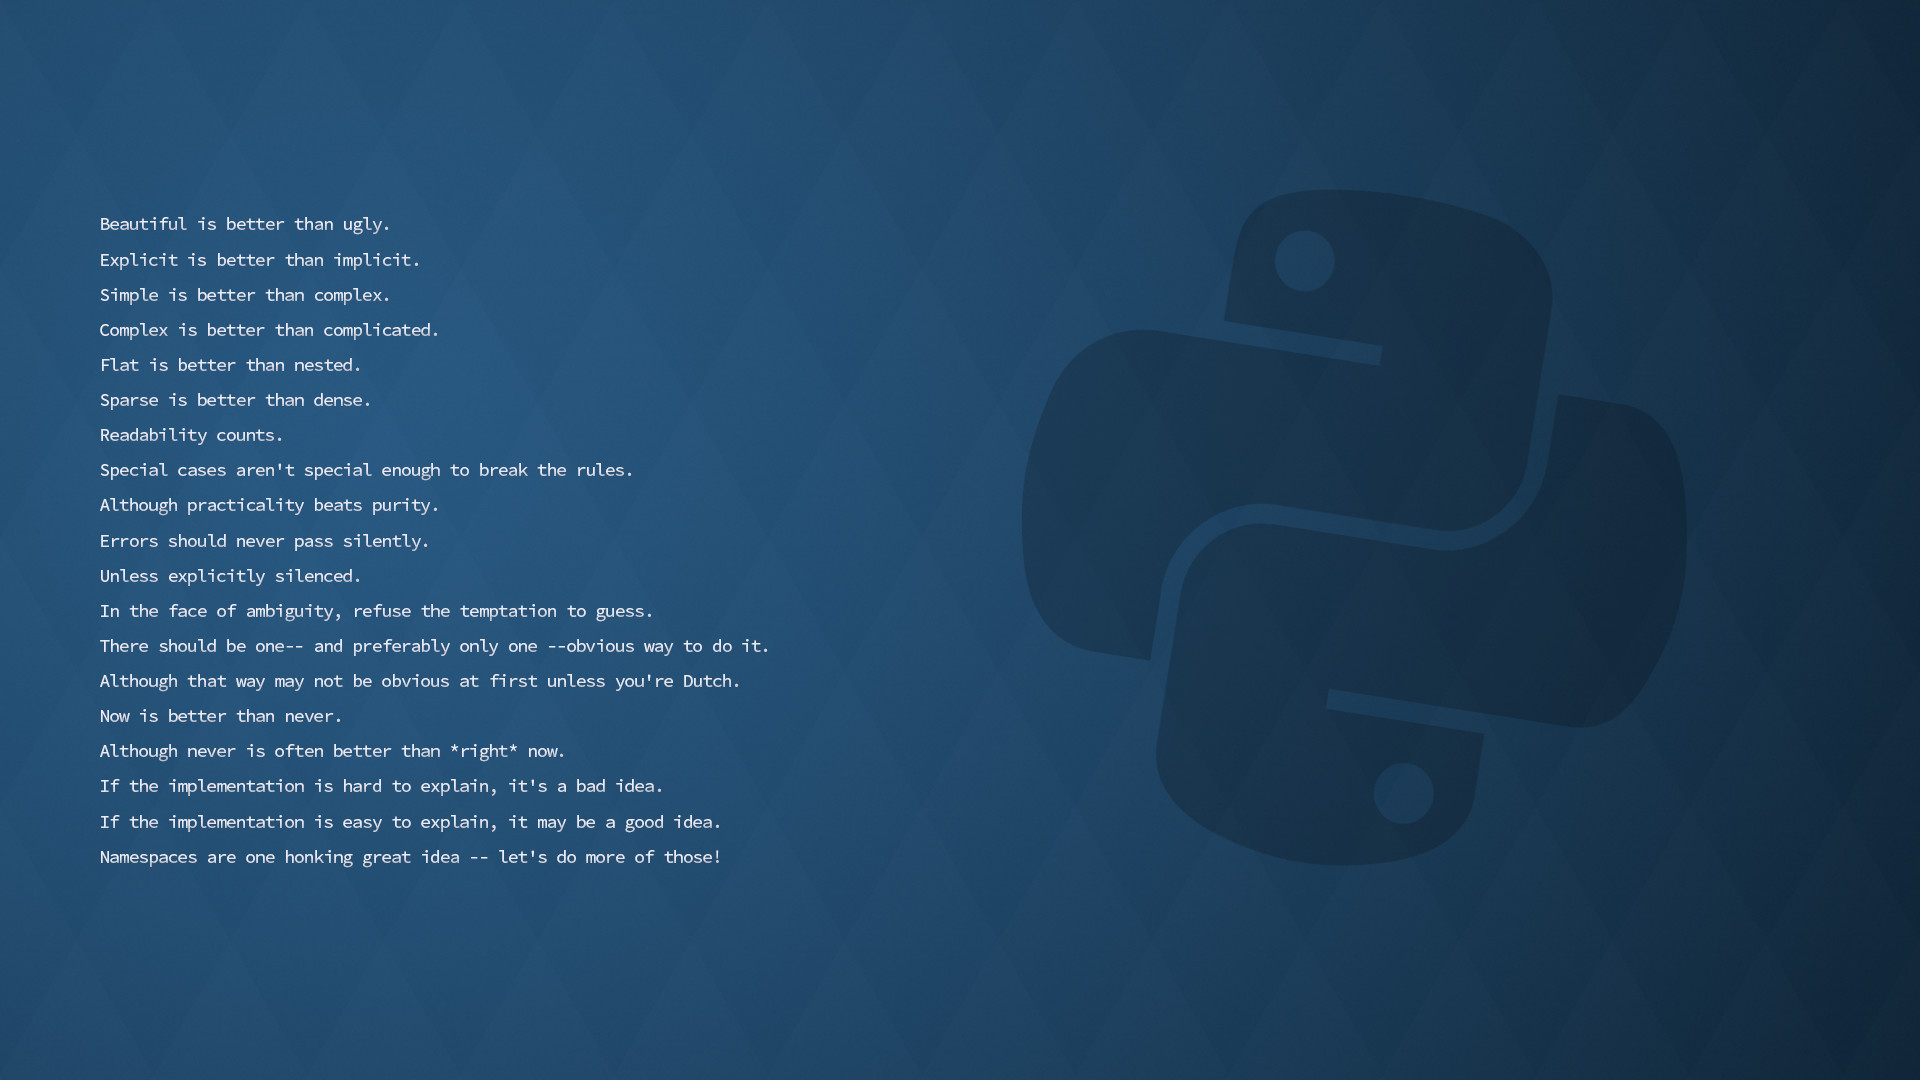 Beautiful is better than ugly.
Explicit is better than implicit.
Simple is better than complex.
Complex is better than complicated.
Flat is better than nested.
Sparse is better than dense.
Readability counts.
Special cases aren't special enough to break the rules.
Although practicality beats purity.
Errors should never pass silently.
Unless explicitly silenced.
In the face of ambiguity, refuse the temptation to guess.
There should be one-- and preferably only one --obvious way to do it.
Although that way may not be obvious at first unless you're Dutch.
Now is better than never.
Although never is often better than *right* now.
If the implementation is hard to explain, it's a bad idea.
If the implementation is easy to explain, it may be a good idea.
Namespaces are one honking great idea -- let's do more of those!